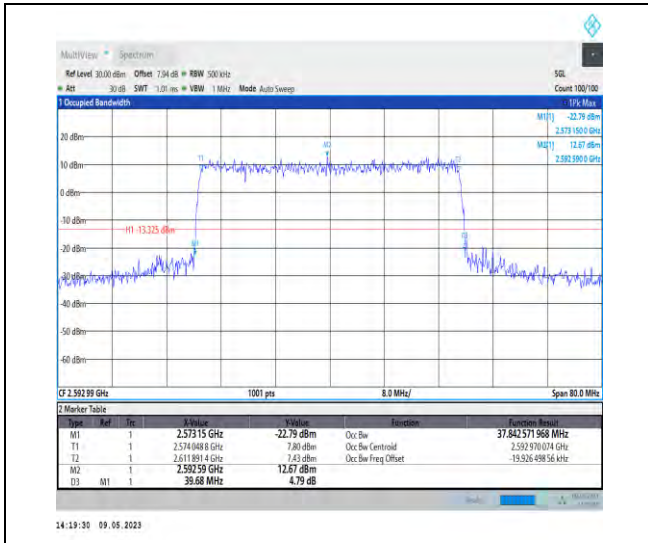 MultiView Spectrum
Ref Level 30.00 dBm Offset 7.94 dB RBW 500 kHz SGL
Att 30 dB SWT 1.01 ms VBW 1 MHz Mode Auto Sweep Count 100/100
1 Occupied Bandwidth 1Pk Max
M1[1] -22.79 dBm
2.573 1500 GHz
M2[1] 12.67 dBm
2.592 5900 GHz
20 dBm
M2
T1 T2
10 dBm
0 dBm
-10 dBm
H1 -13.325 dBm
M1 D3
-20 dBm
-30 dBm
-40 dBm
-50 dBm
-60 dBm
CF 2.592 99 GHz 1001 pts 8.0 MHz/ Span 80.0 MHz
2 Marker Table
Type Ref Trc X-Value Y-Value Function Function Result
M1 1 2.573 15 GHz -22.79 dBm Occ Bw 37.842 571 968 MHz
T1 1 2.574 048 8 GHz 7.80 dBm Occ Bw Centroid 2.592 970 074 GHz
T2 1 2.611 891 4 GHz 7.43 dBm Occ Bw Freq Offset -19.926 498 56 kHz
M2 1 2.592 59 GHz 12.67 dBm
D3 M1 1 39.68 MHz 4.79 dB
14:19:30 09.05.2023